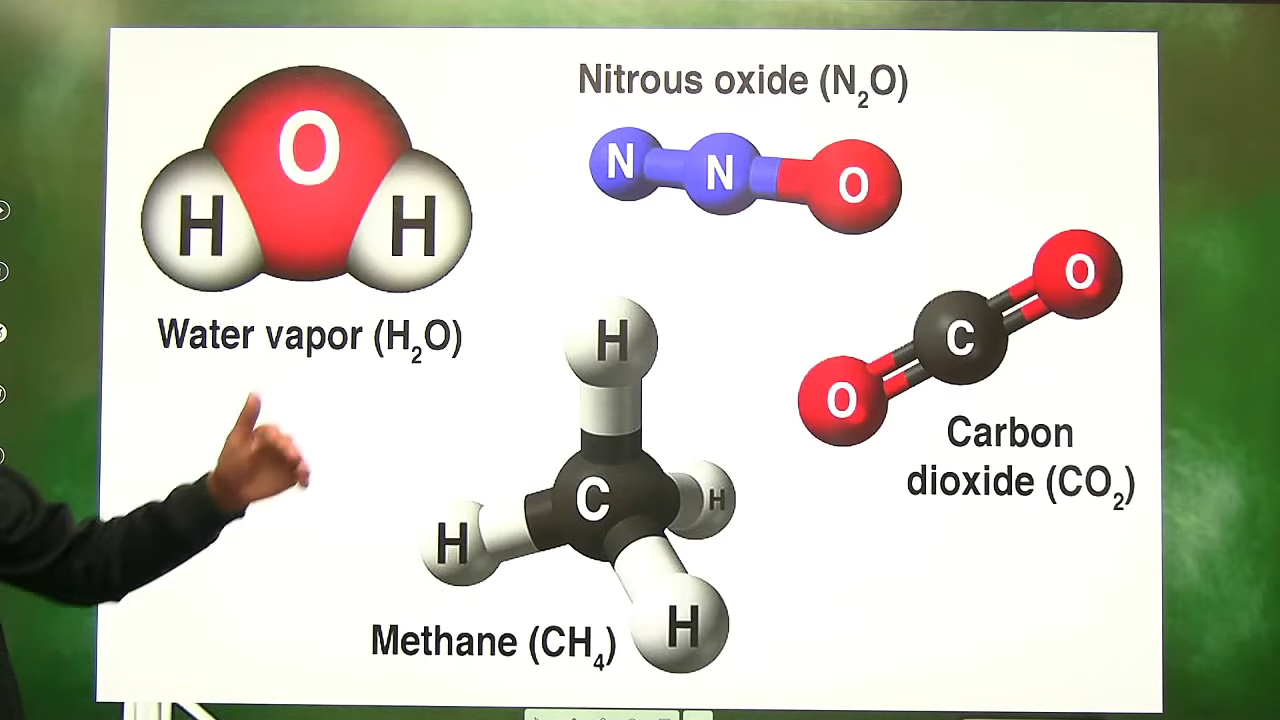 O
H H
Water vapor (H₂O)
Nitrous oxide (N₂O)
N N O
O
C
O
Carbon
dioxide (CO₂)
H
C
H
H
H
Methane (CH₄)